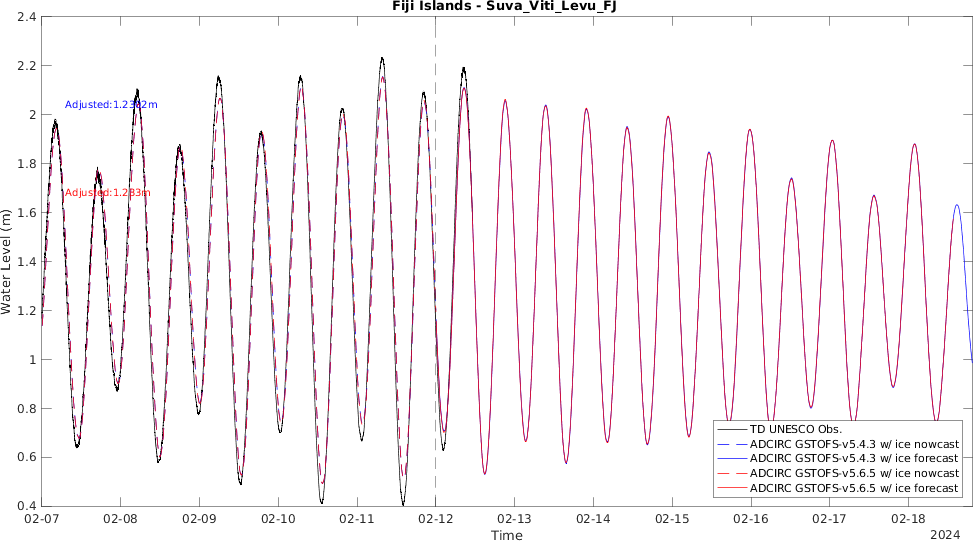 Fiji Islands - Suva_Viti_Levu_FJ
2.4
2.2
2
1.8
1.6
1.4
1.2
1
0.8
0.6
0.4
Water Level (m)
Adjusted:1.2382m
Adjusted:1.283m
TD UNESCO Obs.
ADCIRC GSTOFS-v5.4.3 w/ ice nowcast
ADCIRC GSTOFS-v5.4.3 w/ ice forecast
ADCIRC GSTOFS-v5.6.5 w/ ice nowcast
ADCIRC GSTOFS-v5.6.5 w/ ice forecast
02-07 02-08 02-09 02-10 02-11 02-12 02-13 02-14 02-15 02-16 02-17 02-18
Time
2024